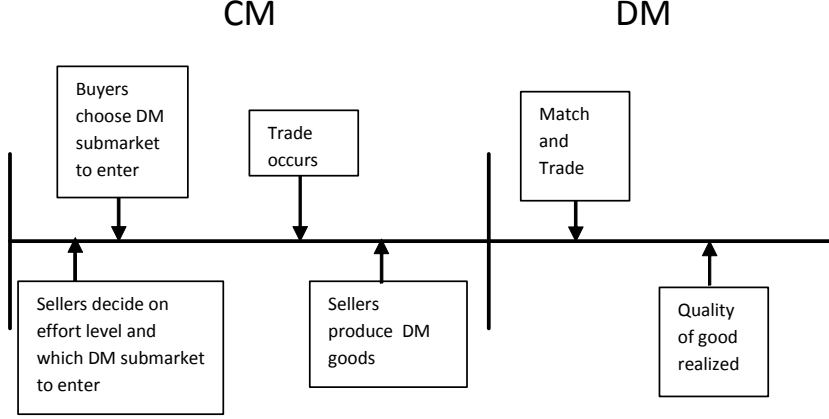 CM
DM
Buyers
choose DM
submarket
to enter
Trade
occurs
Match
and
Trade
Sellers decide on
effort level and
which DM submarket
to enter
Sellers
produce DM
goods
Quality
of good
realized